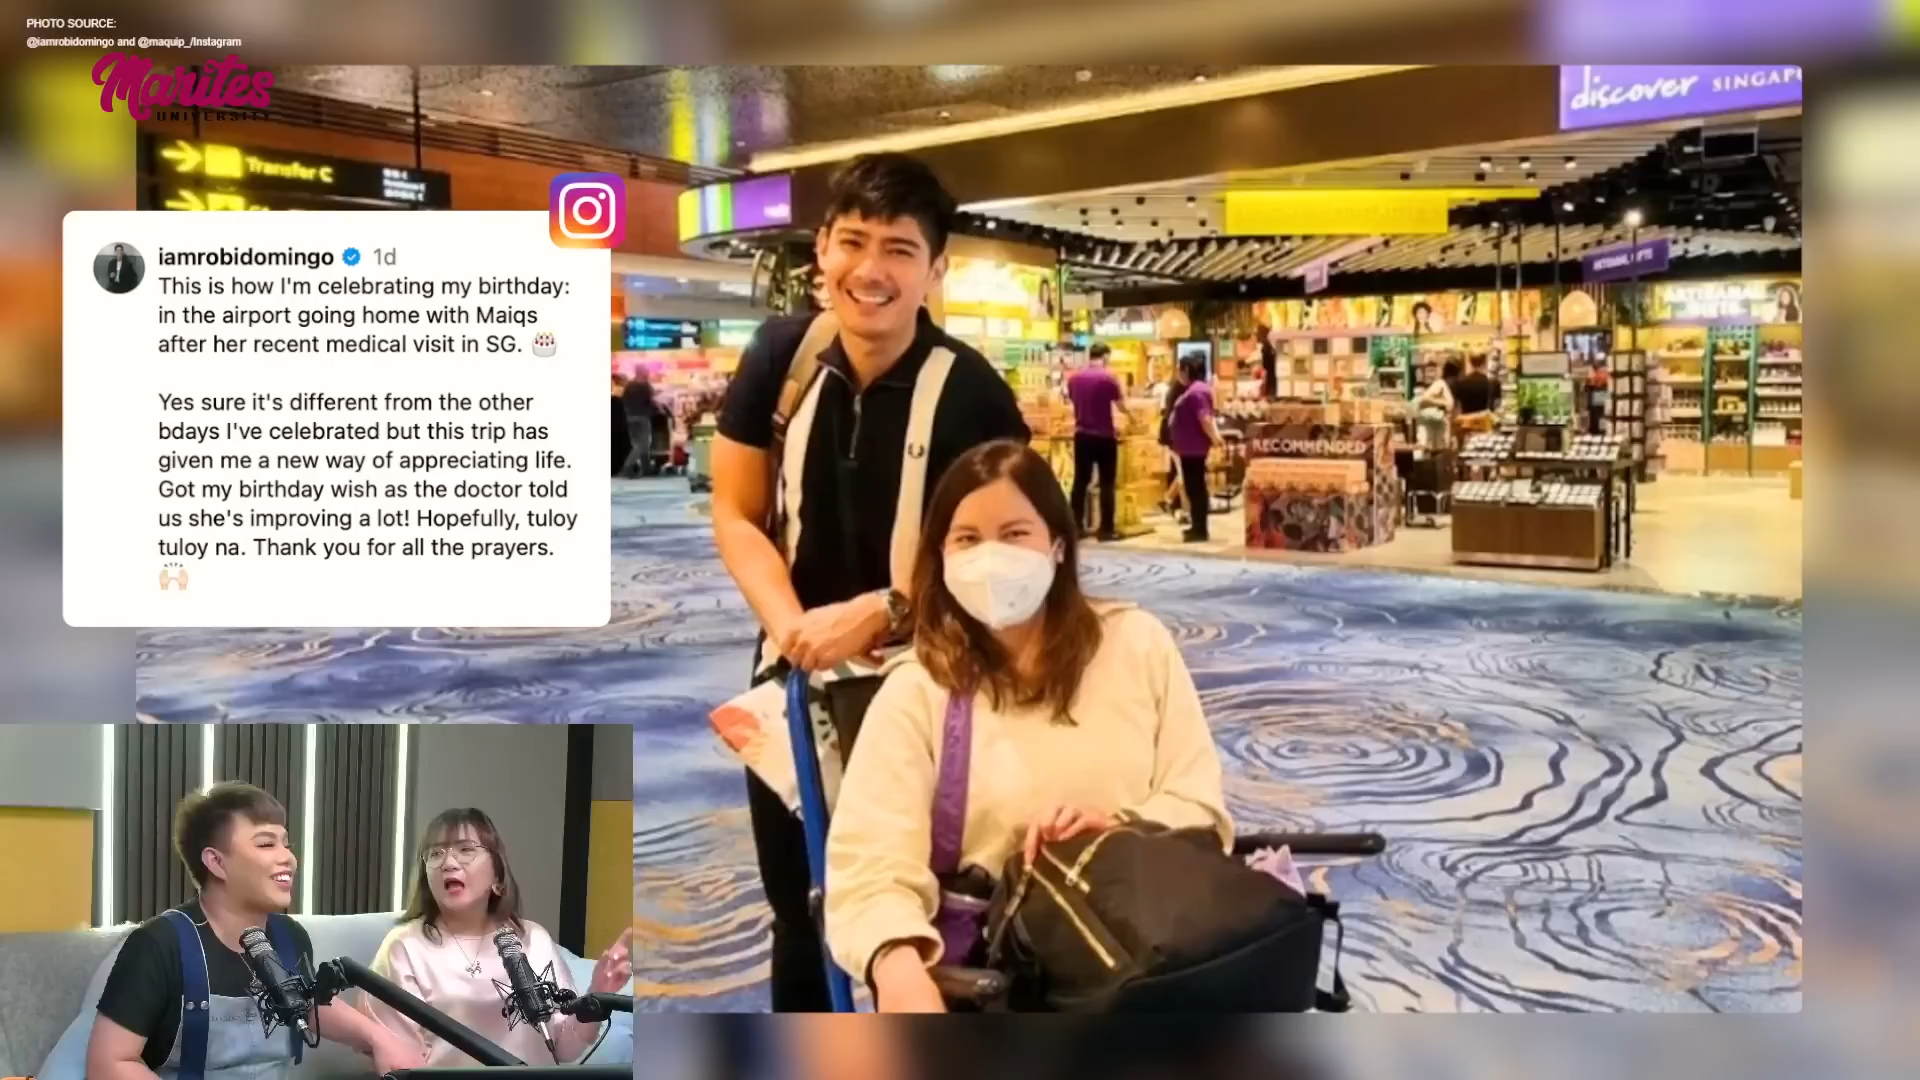 PHOTO SOURCE:
@iamrobidomingo and @maquip_/Instagram
Marites
UNIVERSITY
discover SINGAPU
Transfer C
iamrobidomingo 1d
This is how I'm celebrating my birthday:
in the airport going home with Maiqs
after her recent medical visit in SG. 🎂
Yes sure it's different from the other
bdays I've celebrated but this trip has
given me a new way of appreciating life.
Got my birthday wish as the doctor told
us she's improving a lot! Hopefully, tuloy
tuloy na. Thank you for all the prayers.
🙌🏻
RECOMMENDED